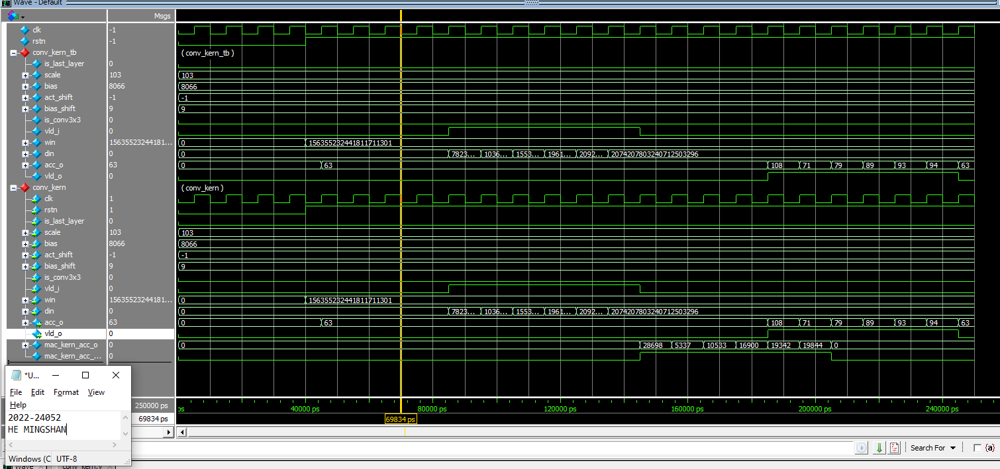 Wave - Default
Msgs
clk -1
rstn -1
conv_kern_tb ( conv_kern_tb )
is_last_layer 0
scale 103 103
bias 8066 8066
act_shift -1 -1
bias_shift 9 9
is_conv3x3 0
vld_i 0
win 15635523244181... 0 156355232441811711301
din 0 0 7823... 1036... 1553... 1961... 2092... 2074207803240712503296
acc_o 63 0 63 108 71 79 89 93 94 63
vld_o 0
conv_kern ( conv_kern )
clk 1
rstn 1
is_last_layer 0
scale 103 103
bias 8066 8066
act_shift -1 -1
bias_shift 9 9
is_conv3x3 0
vld_i 0
win 15635523244181... 0 156355232441811711301
din 0 0 7823... 1036... 1553... 1961... 2092... 2074207803240712503296
acc_o 63 0 63 108 71 79 89 93 94 63
vld_o 0
mac_kern_acc_o 0 0 28698 5337 10533 16900 19342 19844 0
mac_kern_acc_... 0
*U...
File Edit Format View
Help
2022-24052
HE MINGSHAN
Windows (C UTF-8
250000 ps ps 40000 ps 80000 ps 120000 ps 160000 ps 200000 ps 240000 ps
69834 ps 69834 ps
Search For {a}
Wave conv_kern.v